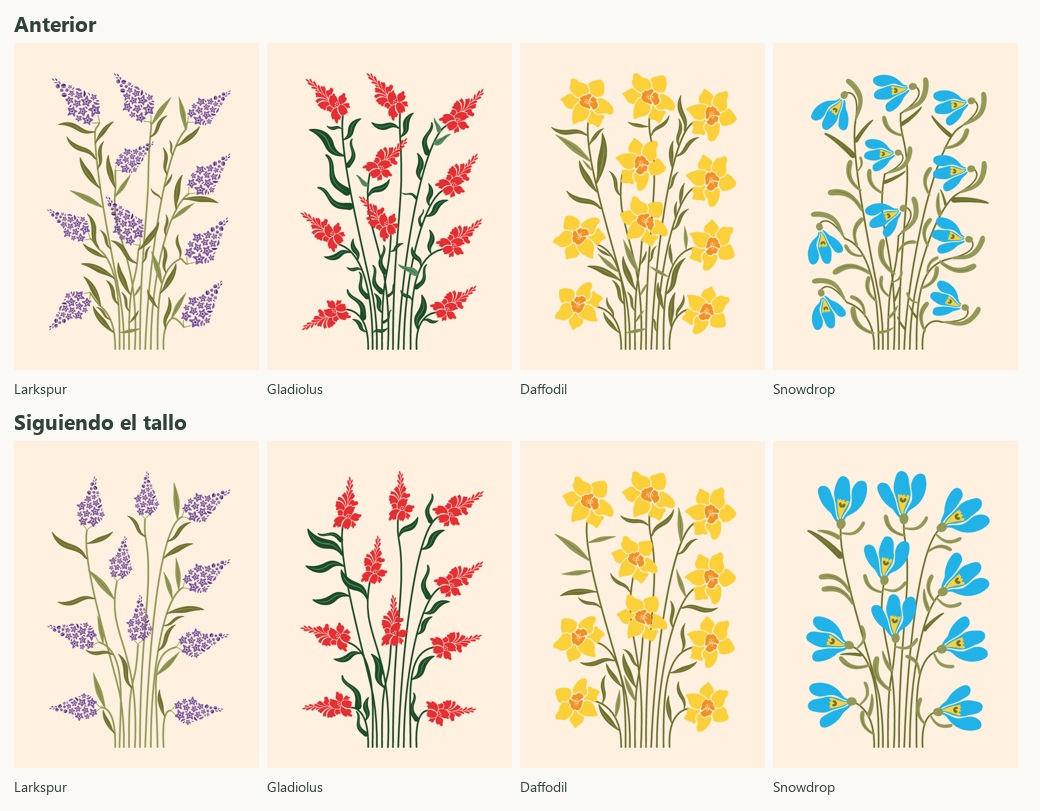 Anterior
Larkspur
Gladiolus
Daffodil
Snowdrop
Siguiendo el tallo
Larkspur
Gladiolus
Daffodil
Snowdrop